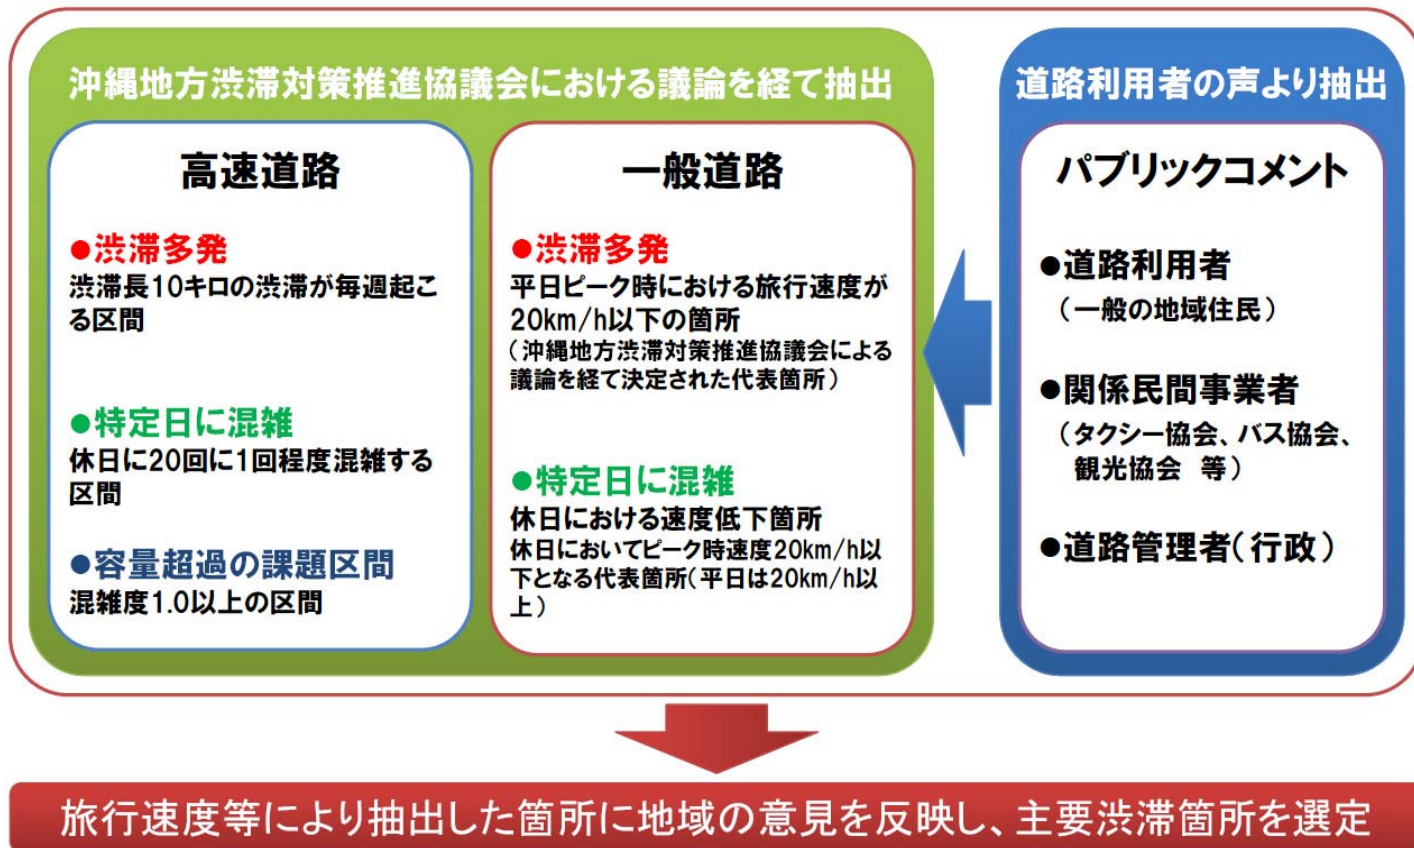 沖縄地方渋滞対策推進協議会における議論を経て抽出
高速道路
●渋滞多発
渋滞長10キロの渋滞が毎週起こ
る区間
●特定日に混雑
休日に20回に1回程度混雑する
区間
●容量超過の課題区間
混雑度1.0以上の区間
一般道路
●渋滞多発
平日ピーク時における旅行速度が
20km/h以下の箇所
（沖縄地方渋滞対策推進協議会による
議論を経て決定された代表箇所）
●特定日に混雑
休日における速度低下箇所
休日においてピーク時速度20km/h以
下となる代表箇所（平日は20km/h以
上）
道路利用者の声より抽出
パブリックコメント
●道路利用者
（一般の地域住民）
●関係民間事業者
（タクシー協会、バス協会、
観光協会　等）
●道路管理者（行政）
旅行速度等により抽出した箇所に地域の意見を反映し、主要渋滞箇所を選定